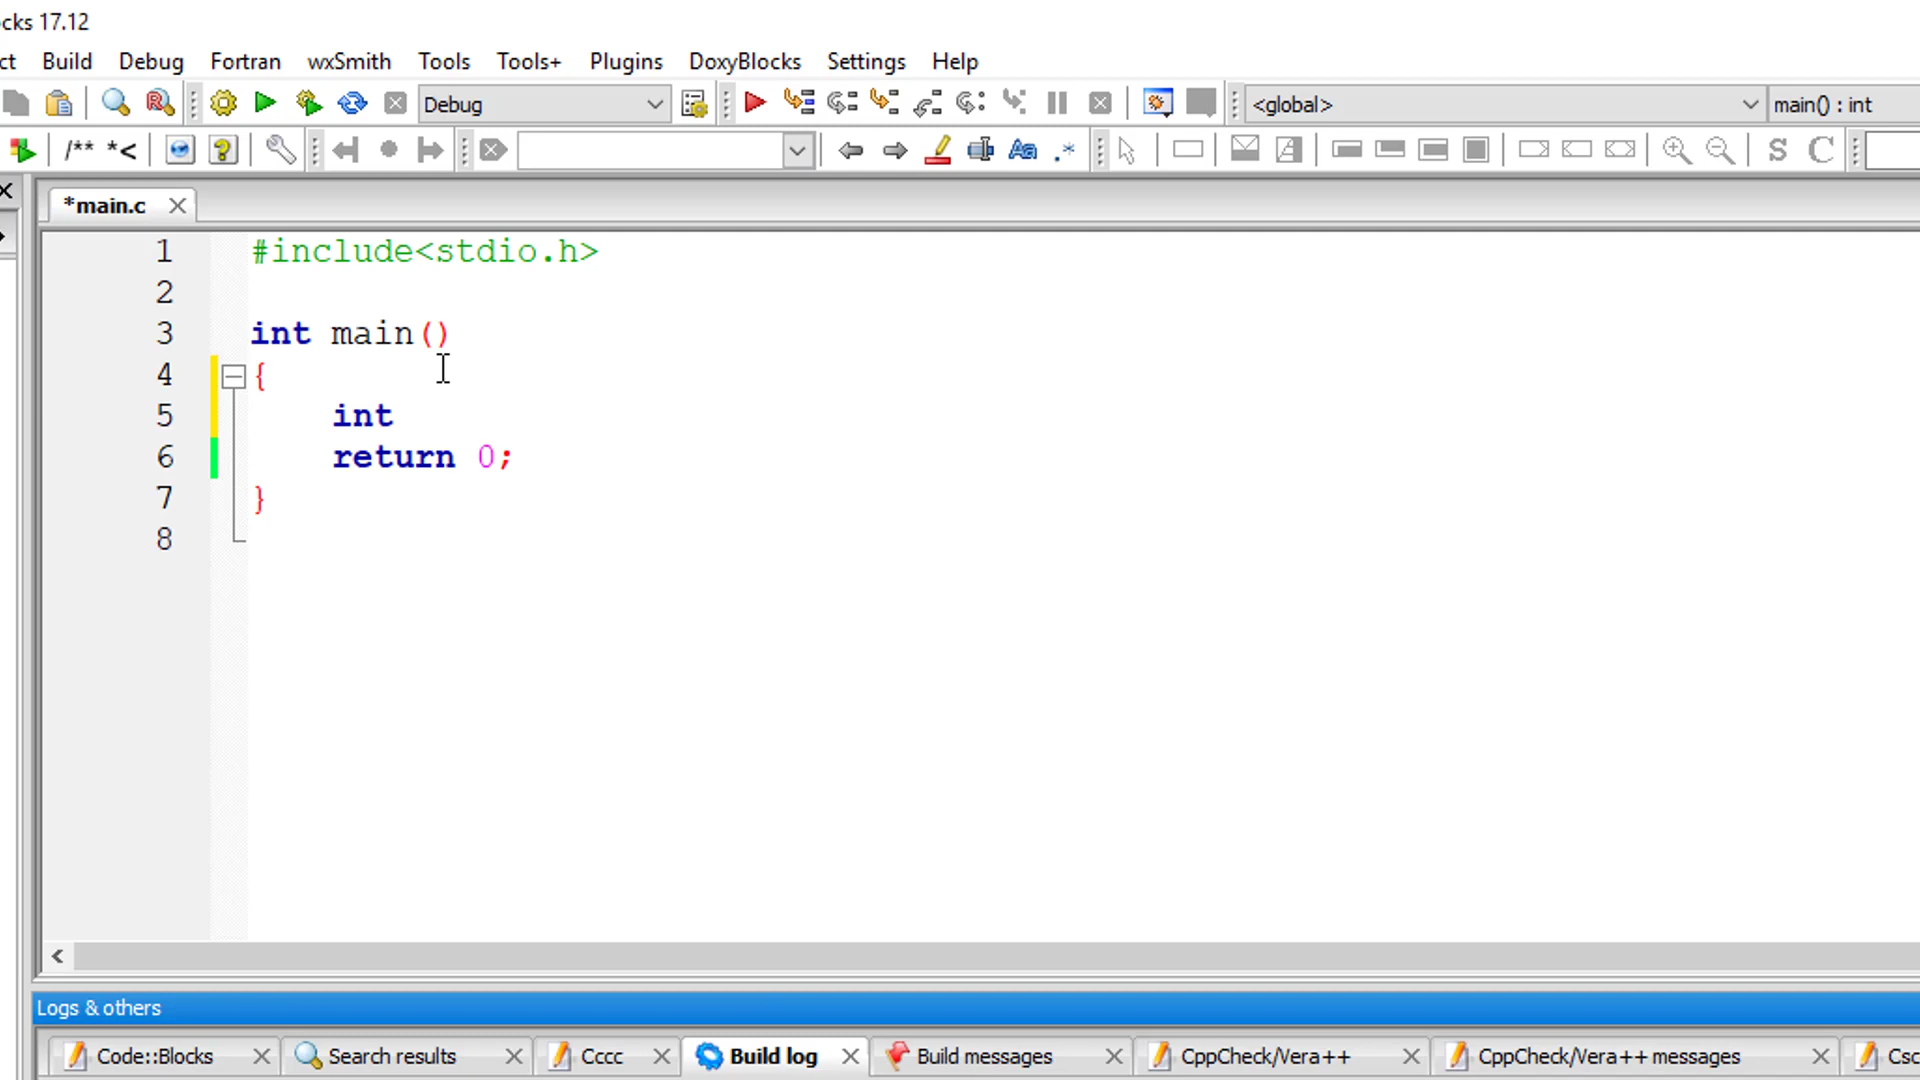 ocks 17.12
ct Build Debug Fortran wxSmith Tools Tools+ Plugins DoxyBlocks Settings Help
Debug <global> main() : int
/** *<
*main.c
1 #include<stdio.h>
2
3 int main()
4 {
5 int
6 return 0;
7 }
8
Logs & others
Code::Blocks Search results Cccc Build log Build messages CppCheck/Vera++ CppCheck/Vera++ messages Csc